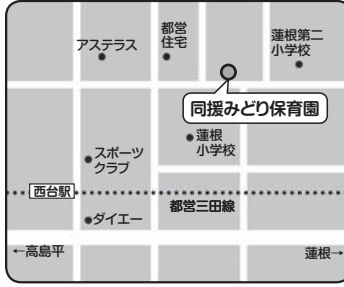 アステラス
都営
住宅
蓮根第二
小学校
同援みどり保育園
蓮根
小学校
スポーツ
クラブ
西台駅
都営三田線
ダイエー
←高島平
蓮根→